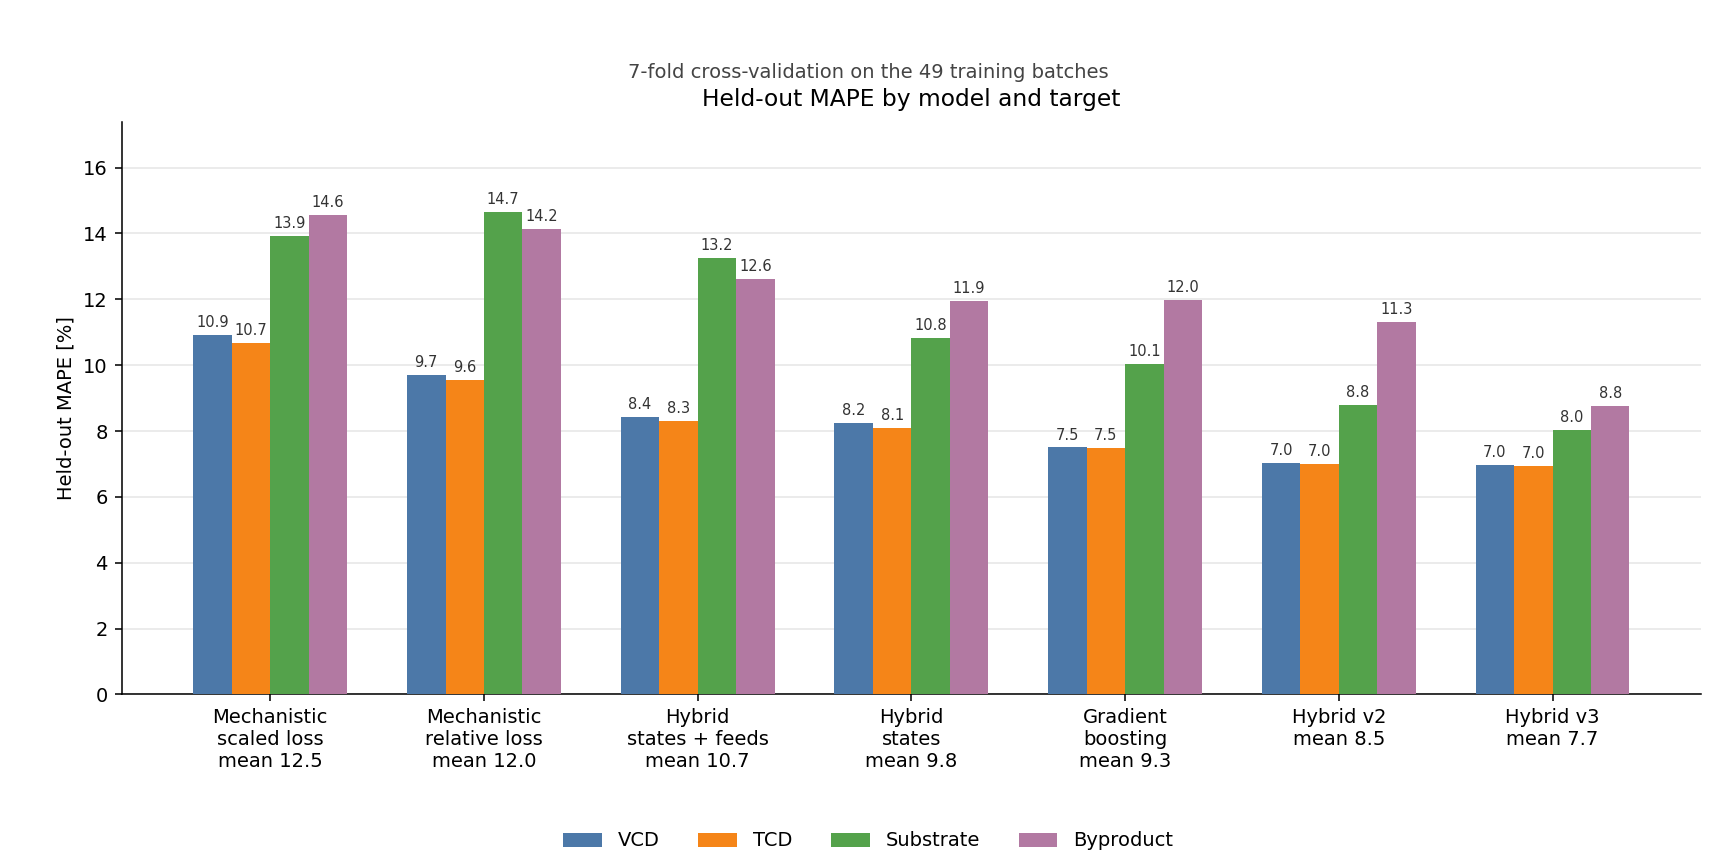 7-fold cross-validation on the 49 training batches
Held-out MAPE by model and target
Held-out MAPE [%]
16
14
12
10
8
6
4
2
0
10.9 10.7 13.9 14.6
9.7 9.6 14.7 14.2
8.4 8.3 13.2 12.6
8.2 8.1 10.8 11.9
7.5 7.5 10.1 12.0
7.0 7.0 8.8 11.3
7.0 7.0 8.0 8.8
Mechanistic
scaled loss
mean 12.5
Mechanistic
relative loss
mean 12.0
Hybrid
states + feeds
mean 10.7
Hybrid
states
mean 9.8
Gradient
boosting
mean 9.3
Hybrid v2
mean 8.5
Hybrid v3
mean 7.7
VCD TCD Substrate Byproduct